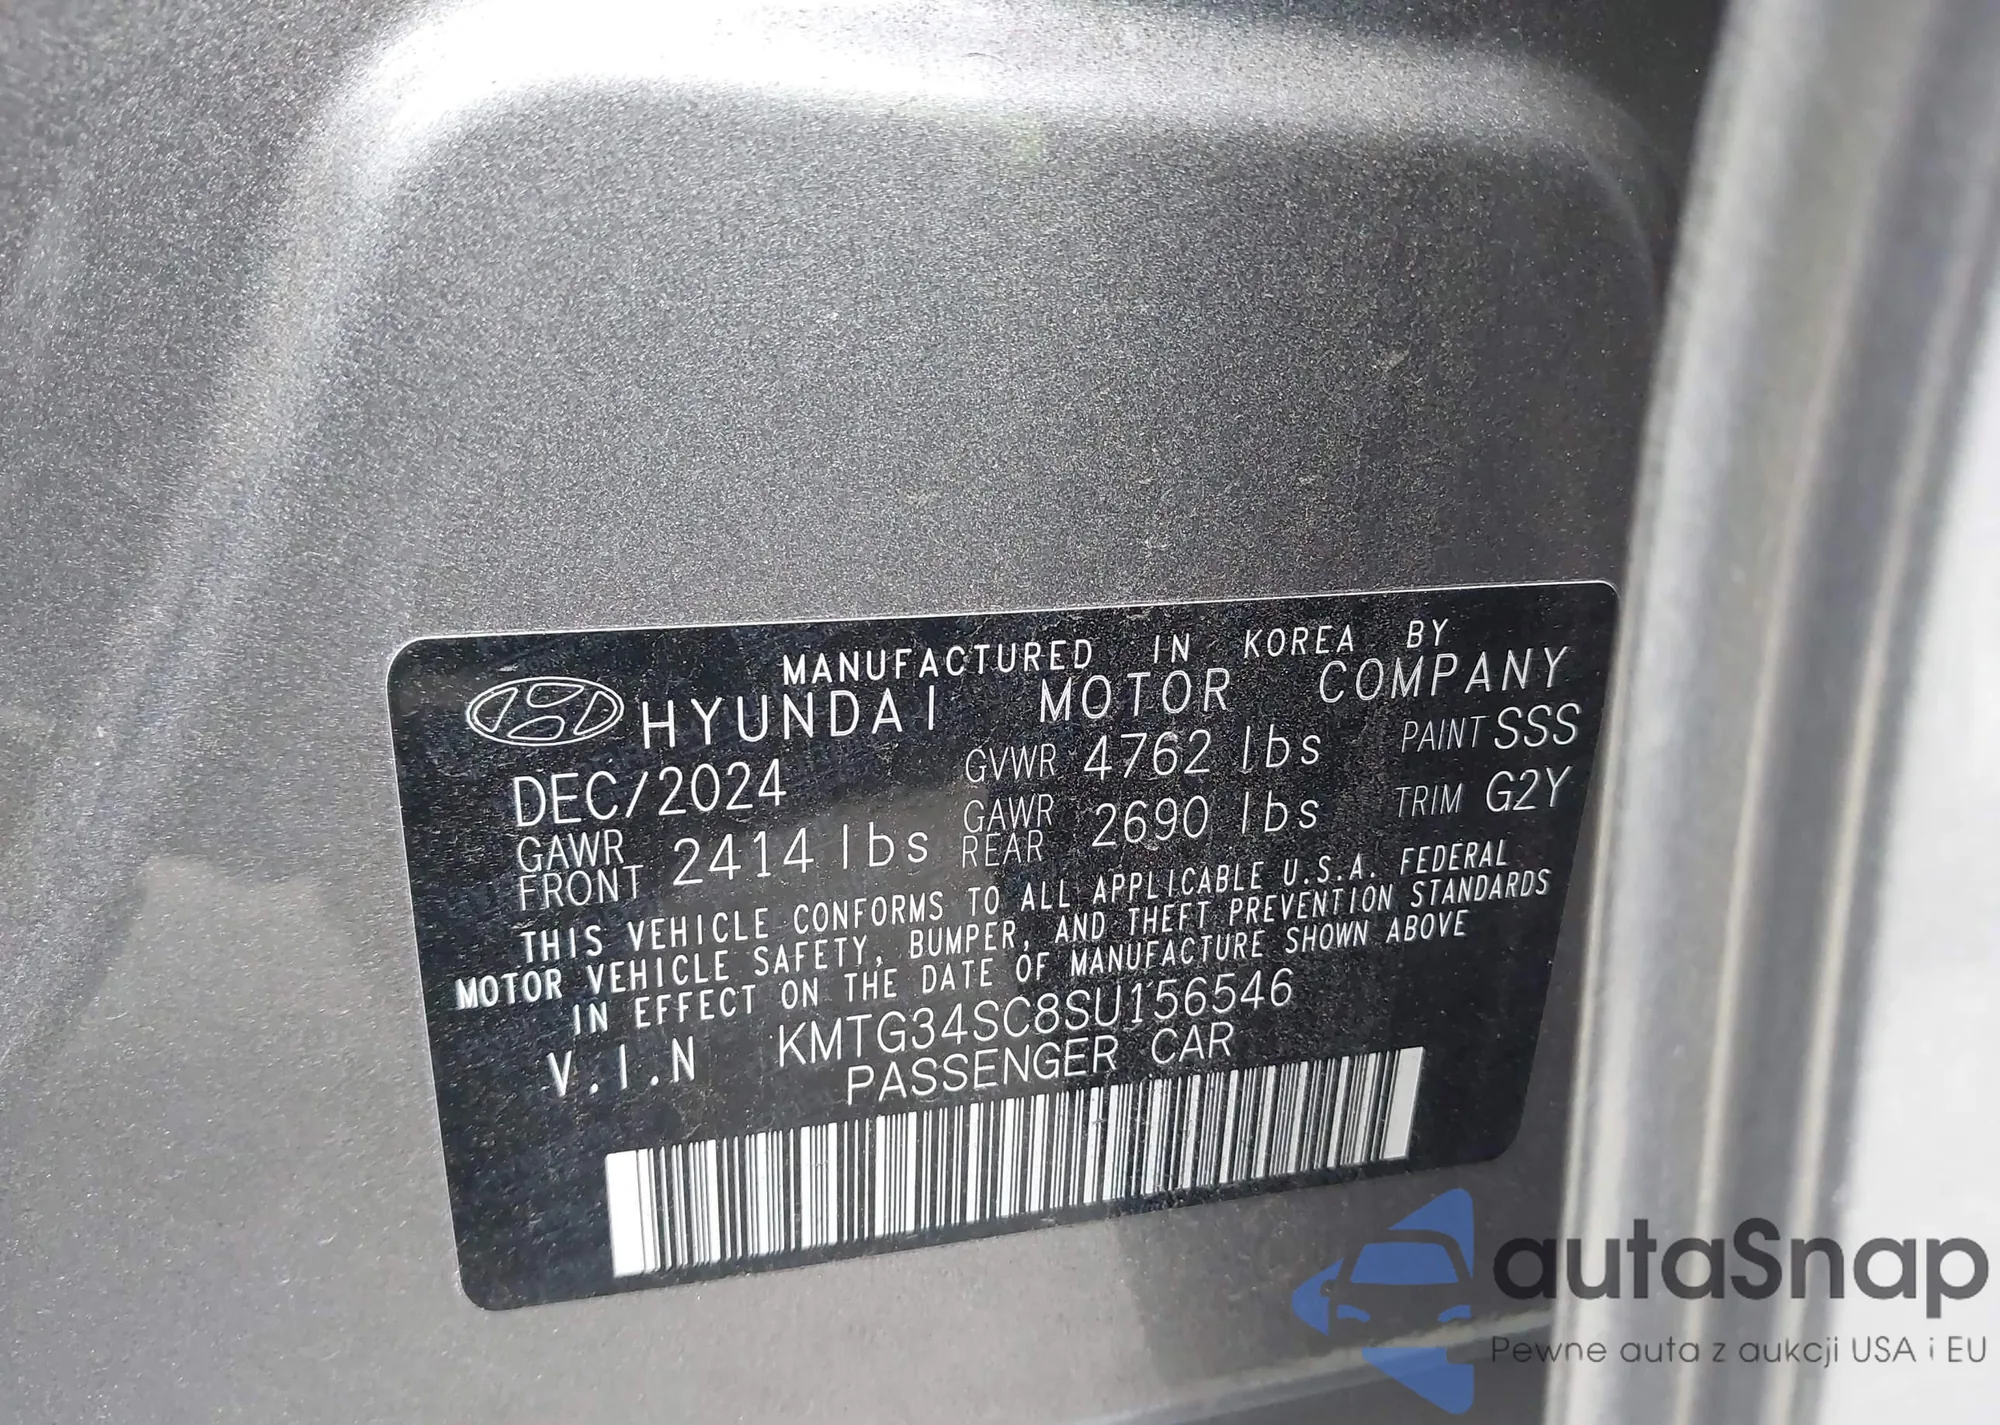 MANUFACTURED IN KOREA BY
HYUNDAI MOTOR COMPANY
DEC/2024 GVWR 4762 lbs PAINT SSS
GAWR FRONT 2414 lbs GAWR REAR 2690 lbs TRIM G2Y
THIS VEHICLE CONFORMS TO ALL APPLICABLE U.S.A. FEDERAL
MOTOR VEHICLE SAFETY, BUMPER, AND THEFT PREVENTION STANDARDS
IN EFFECT ON THE DATE OF MANUFACTURE SHOWN ABOVE
V.I.N KMTG34SC8SU156546
PASSENGER CAR
autoSnap
Pewne auta z aukcji USA i EU